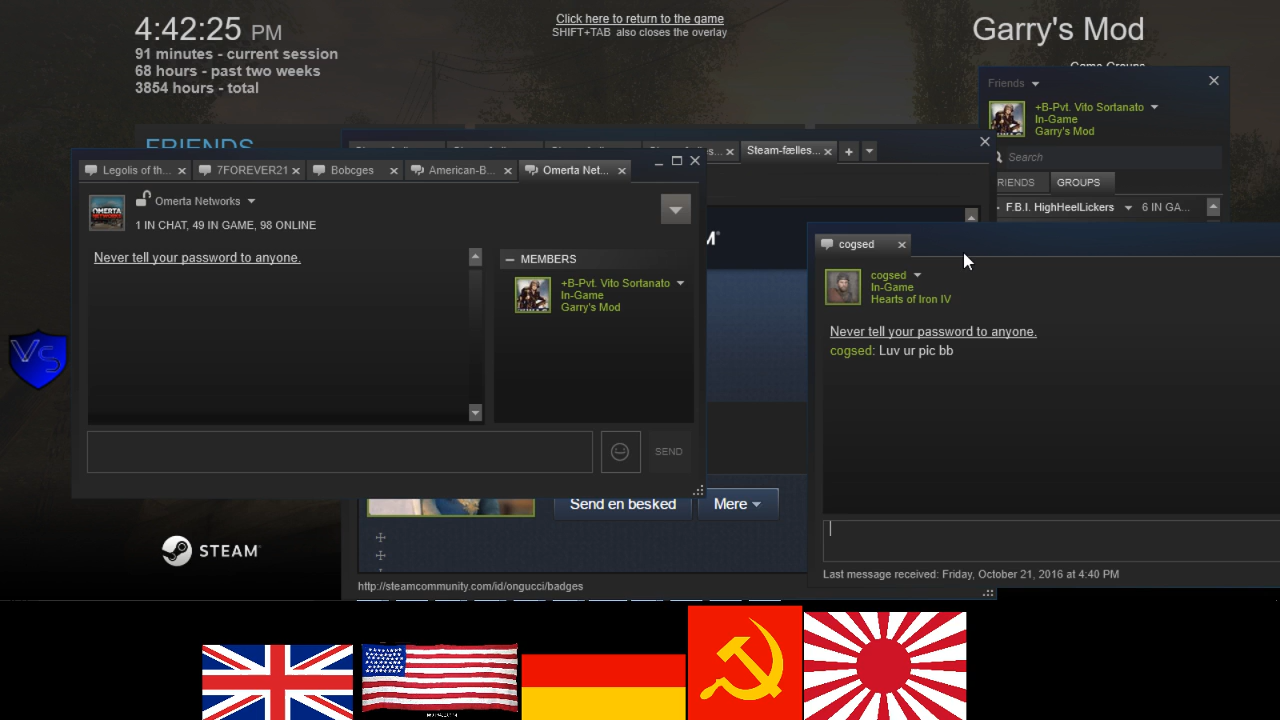 4:42:25 PM
91 minutes - current session
68 hours - past two weeks
3854 hours - total
Click here to return to the game
SHIFT+TAB also closes the overlay
Garry's Mod
Game Groups
Friends
+B-Pvt. Vito Sortanato
In-Game
Garry's Mod
Search
RIENDS
GROUPS
F.B.I. HighHeelLickers
6 IN GA...
FRIENDS
s...
Steam-fælles...
Legolis of th...
7FOREVER21
Bobcges
American-B...
Omerta Net...
OMERTA
NETWORKS
Omerta Networks
1 IN CHAT, 49 IN GAME, 98 ONLINE
Never tell your password to anyone.
MEMBERS
+B-Pvt. Vito Sortanato
In-Game
Garry's Mod
SEND
VS
M®
cogsed
cogsed
In-Game
Hearts of Iron IV
Never tell your password to anyone.
cogsed: Luv ur pic bb
Last message received: Friday, October 21, 2016 at 4:40 PM
Send en besked
Mere
http://steamcommunity.com/id/ongucci/badges
STEAM